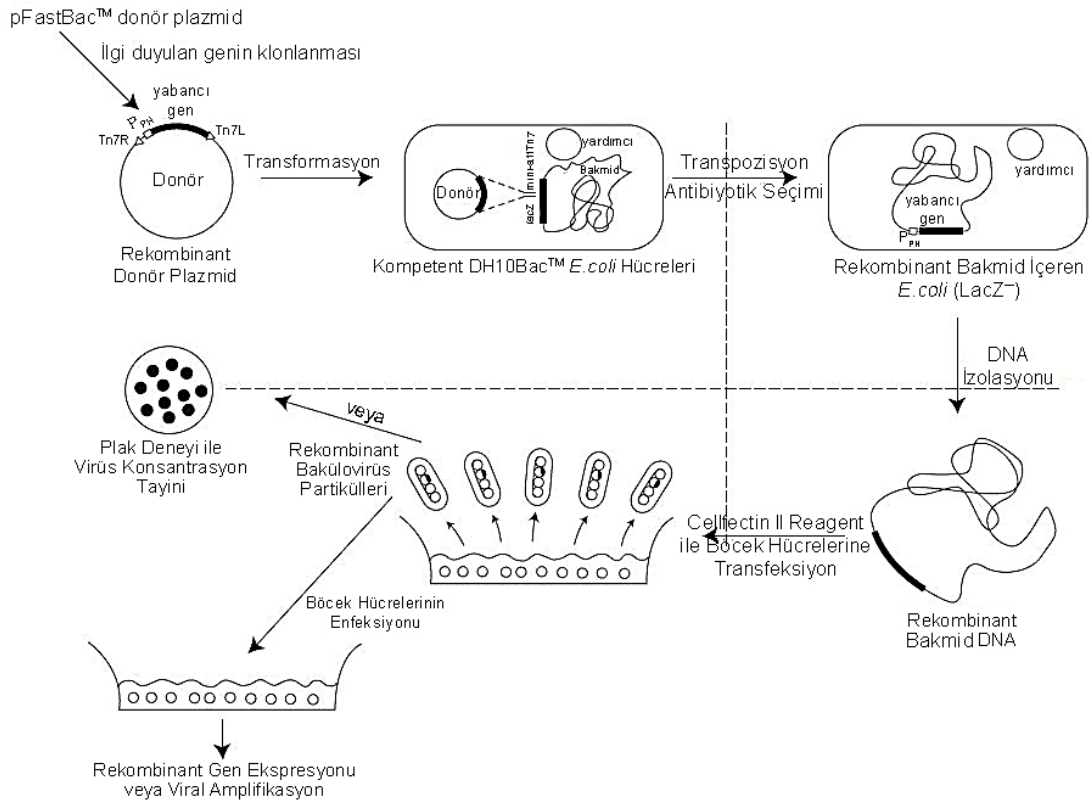 pFastBac™ donör plazmid
İlgi duyulan genin klonlanması
yabancı
gen
PPH
Tn7R
Tn7L
Donör
Rekombinant
Donör Plazmid
Transformasyon
Donör
lacZ
mini-attTn7
yardımcı
Bakmid
Kompetent DH10Bac™ E.coli Hücreleri
Transpozisyon
Antibiyotik Seçimi
yardımcı
yabancı
gen
PPH
Rekombinant Bakmid İçeren
E.coli (LacZ⁻)
DNA
İzolasyonu
Rekombinant
Bakmid DNA
Cellfectin II Reagent
ile Böcek Hücrelerine
Transfeksiyon
Rekombinant
Bakülovirüs
Partikülleri
veya
Plak Deneyi ile
Virüs Konsantrasyon
Tayini
Böcek Hücrelerinin
Enfeksiyonu
Rekombinant Gen Ekspresyonu
veya Viral Amplifikasyon